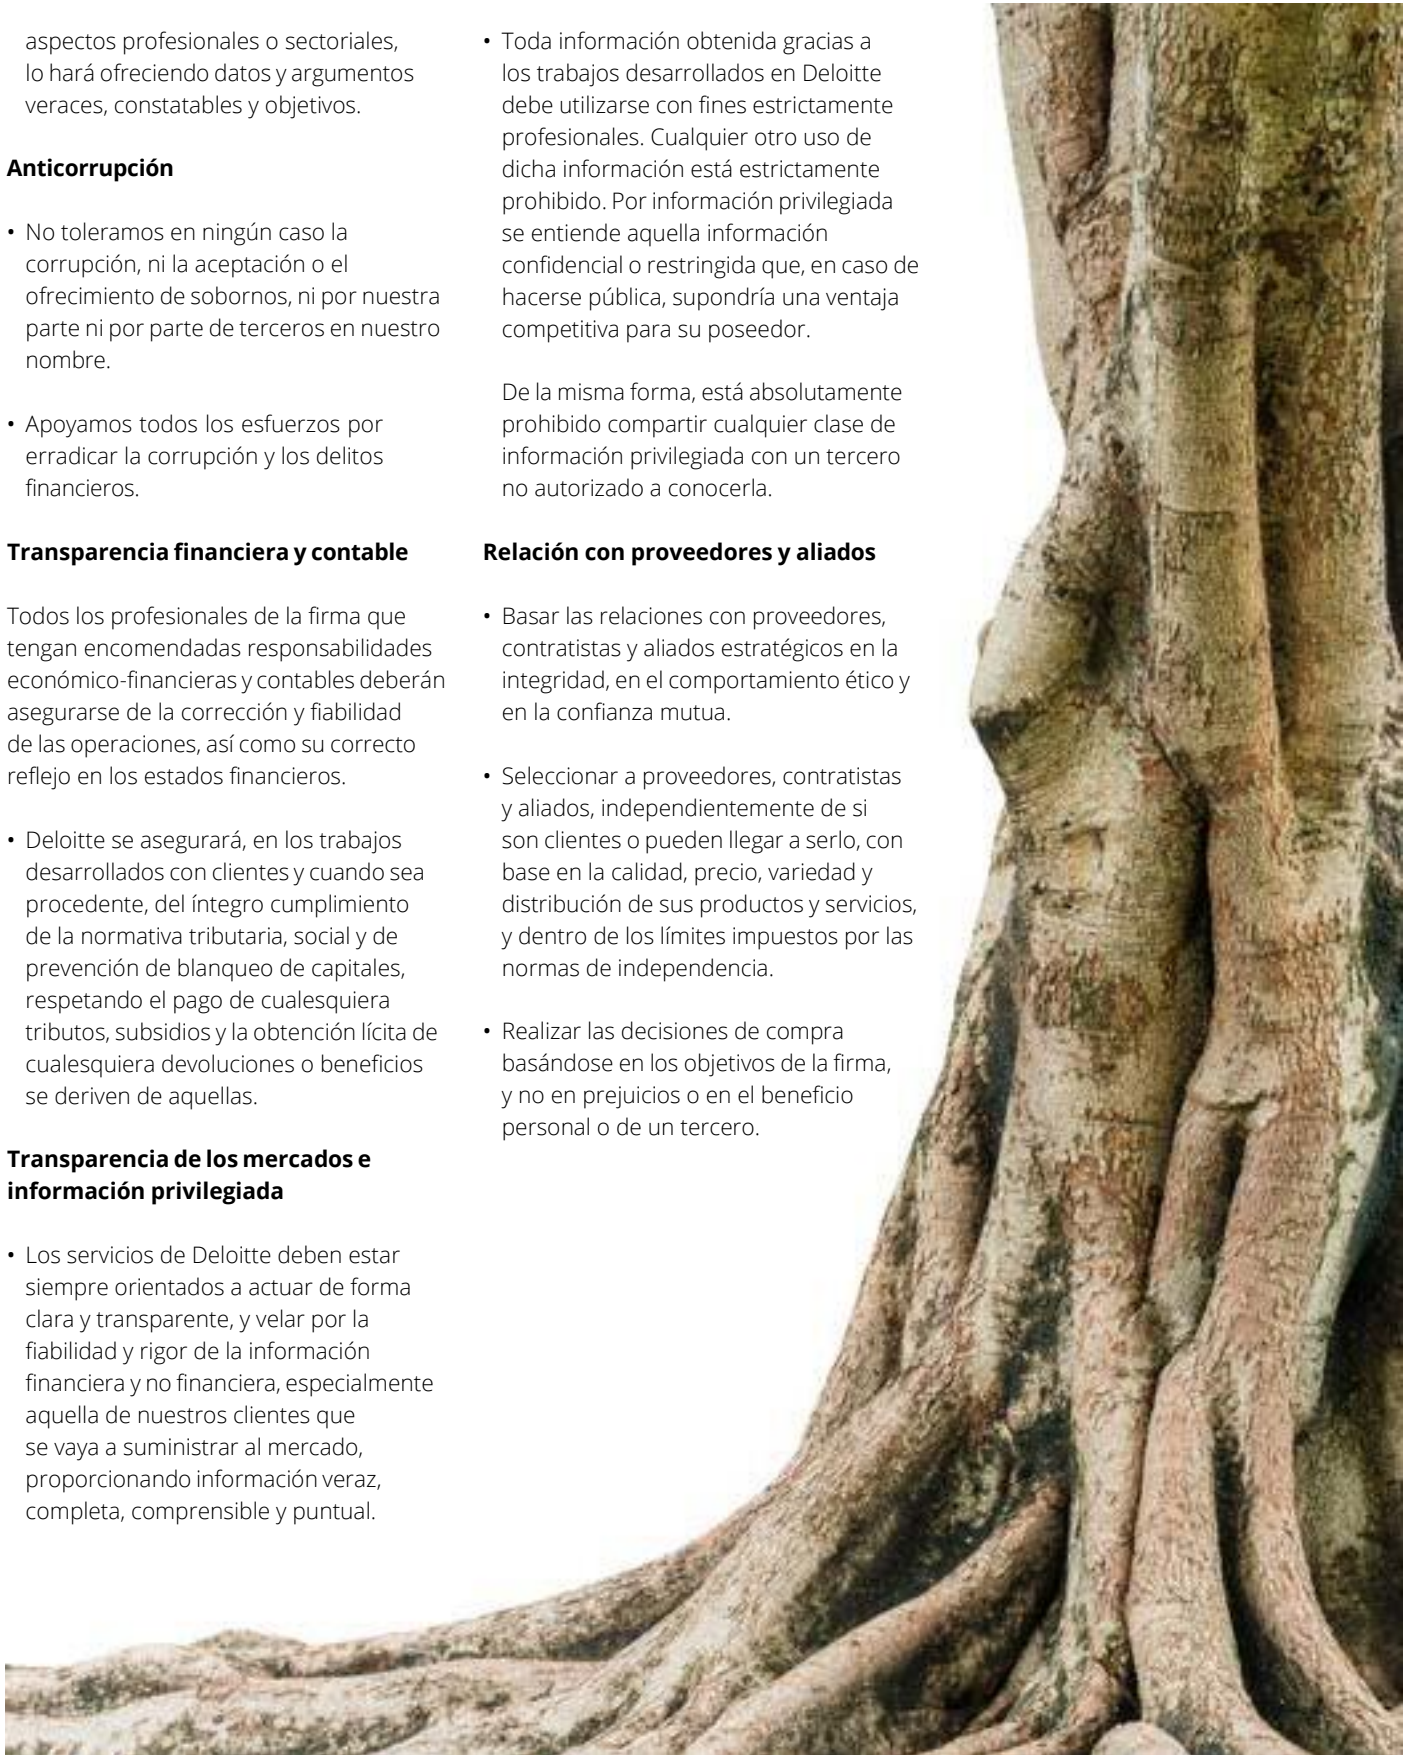 aspectos profesionales o sectoriales,
lo hará ofreciendo datos y argumentos
veraces, constatables y objetivos.
Anticorrupción
• No toleramos en ningún caso la
corrupción, ni la aceptación o el
ofrecimiento de sobornos, ni por nuestra
parte ni por parte de terceros en nuestro
nombre.
• Apoyamos todos los esfuerzos por
erradicar la corrupción y los delitos
financieros.
Transparencia financiera y contable
Todos los profesionales de la firma que
tengan encomendadas responsabilidades
económico-financieras y contables deberán
asegurarse de la corrección y fiabilidad
de las operaciones, así como su correcto
reflejo en los estados financieros.
• Deloitte se asegurará, en los trabajos
desarrollados con clientes y cuando sea
procedente, del íntegro cumplimiento
de la normativa tributaria, social y de
prevención de blanqueo de capitales,
respetando el pago de cualesquiera
tributos, subsidios y la obtención lícita de
cualesquiera devoluciones o beneficios
se deriven de aquellas.
Transparencia de los mercados e
información privilegiada
• Los servicios de Deloitte deben estar
siempre orientados a actuar de forma
clara y transparente, y velar por la
fiabilidad y rigor de la información
financiera y no financiera, especialmente
aquella de nuestros clientes que
se vaya a suministrar al mercado,
proporcionando información veraz,
completa, comprensible y puntual.
• Toda información obtenida gracias a
los trabajos desarrollados en Deloitte
debe utilizarse con fines estrictamente
profesionales. Cualquier otro uso de
dicha información está estrictamente
prohibido. Por información privilegiada
se entiende aquella información
confidencial o restringida que, en caso de
hacerse pública, supondría una ventaja
competitiva para su poseedor.
De la misma forma, está absolutamente
prohibido compartir cualquier clase de
información privilegiada con un tercero
no autorizado a conocerla.
Relación con proveedores y aliados
• Basar las relaciones con proveedores,
contratistas y aliados estratégicos en la
integridad, en el comportamiento ético y
en la confianza mutua.
• Seleccionar a proveedores, contratistas
y aliados, independientemente de si
son clientes o pueden llegar a serlo, con
base en la calidad, precio, variedad y
distribución de sus productos y servicios,
y dentro de los límites impuestos por las
normas de independencia.
• Realizar las decisiones de compra
basándose en los objetivos de la firma,
y no en prejuicios o en el beneficio
personal o de un tercero.